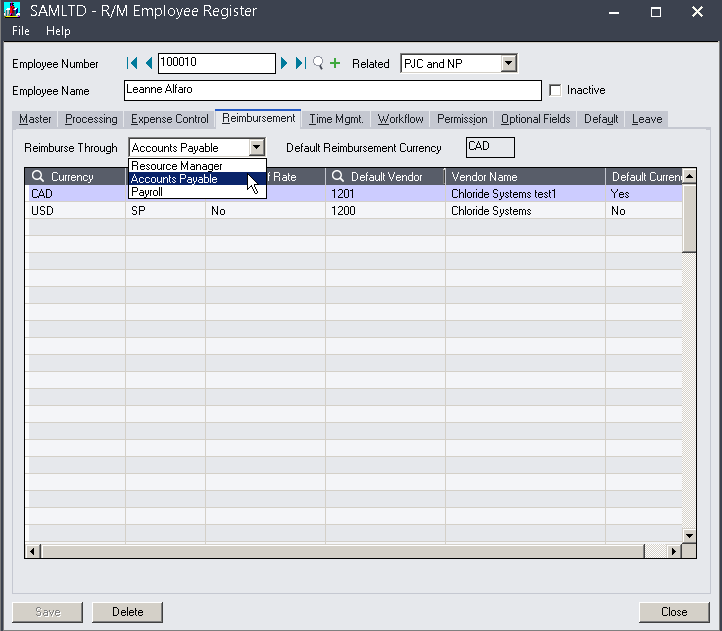 SAMLTD - R/M Employee Register
File Help
Employee Number 100010 Related PJC and NP
Employee Name Leanne Alfaro Inactive
Master Processing Expense Control Reimbursement Time Mgmt. Workflow Permission Optional Fields Default Leave
Reimburse Through Accounts Payable Default Reimbursement Currency CAD
Resource Manager
Accounts Payable
Payroll
Currency Rate Default Vendor Vendor Name Default Curren
CAD 1201 Chloride Systems test1 Yes
USD SP No 1200 Chloride Systems No
Save Delete Close